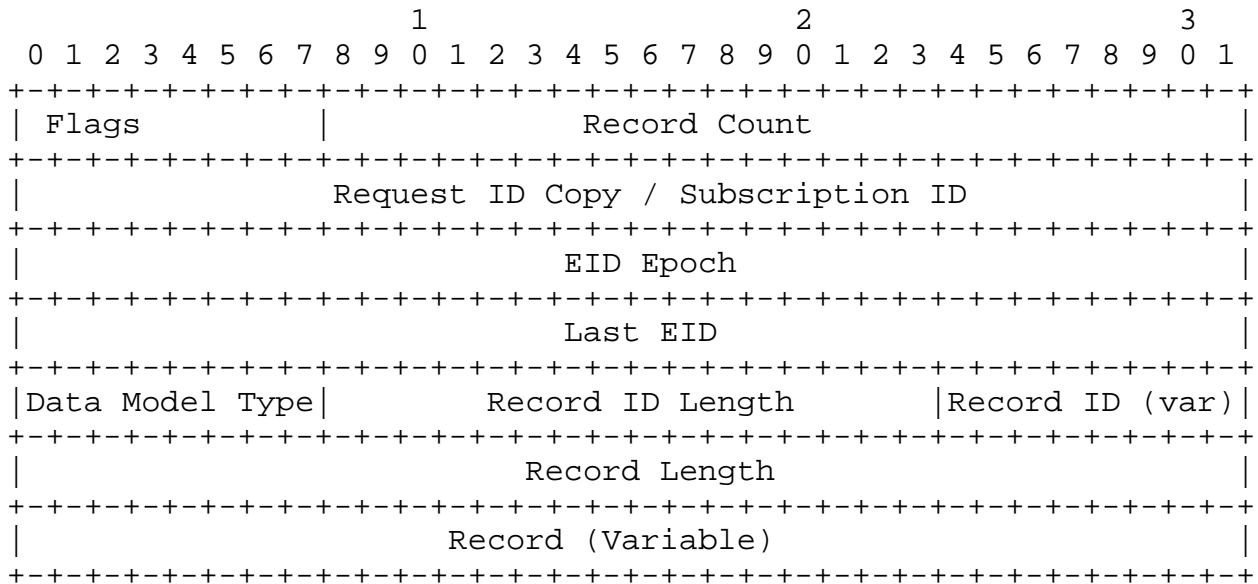 1                   2                   3
 0 1 2 3 4 5 6 7 8 9 0 1 2 3 4 5 6 7 8 9 0 1 2 3 4 5 6 7 8 9 0 1
+-+-+-+-+-+-+-+-+-+-+-+-+-+-+-+-+-+-+-+-+-+-+-+-+-+-+-+-+-+-+-+-+
| Flags         |             Record Count                      |
+-+-+-+-+-+-+-+-+-+-+-+-+-+-+-+-+-+-+-+-+-+-+-+-+-+-+-+-+-+-+-+-+
|                Request ID Copy / Subscription ID              |
+-+-+-+-+-+-+-+-+-+-+-+-+-+-+-+-+-+-+-+-+-+-+-+-+-+-+-+-+-+-+-+-+
|                            EID Epoch                          |
+-+-+-+-+-+-+-+-+-+-+-+-+-+-+-+-+-+-+-+-+-+-+-+-+-+-+-+-+-+-+-+-+
|                            Last EID                           |
+-+-+-+-+-+-+-+-+-+-+-+-+-+-+-+-+-+-+-+-+-+-+-+-+-+-+-+-+-+-+-+-+
|Data Model Type|        Record ID Length       |Record ID (var)|
+-+-+-+-+-+-+-+-+-+-+-+-+-+-+-+-+-+-+-+-+-+-+-+-+-+-+-+-+-+-+-+-+
|                          Record Length                        |
+-+-+-+-+-+-+-+-+-+-+-+-+-+-+-+-+-+-+-+-+-+-+-+-+-+-+-+-+-+-+-+-+
|                      Record (Variable)                        |
+-+-+-+-+-+-+-+-+-+-+-+-+-+-+-+-+-+-+-+-+-+-+-+-+-+-+-+-+-+-+-+-+